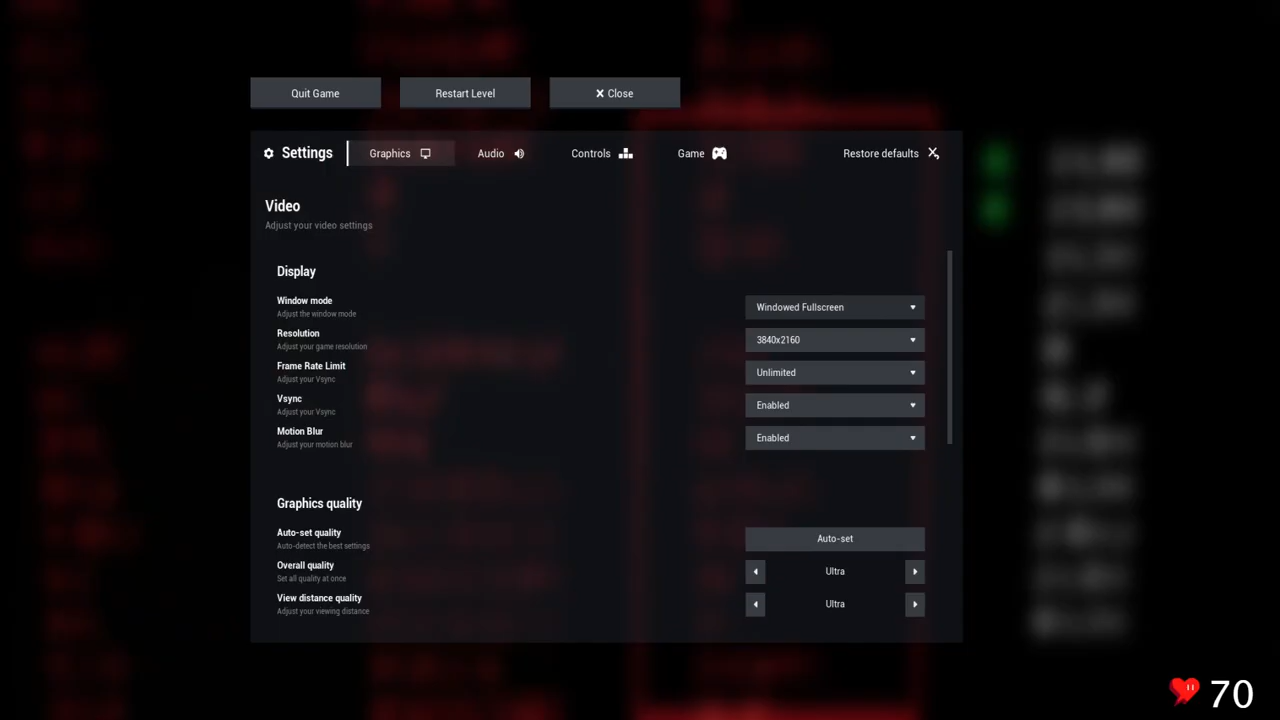 Quit Game
Restart Level
Close
Settings
Graphics
Audio
Controls
Game
Restore defaults
Video
Adjust your video settings
Display
Window mode
Windowed Fullscreen
Adjust the window mode
Resolution
3840x2160
Adjust your game resolution
Frame Rate Limit
Unlimited
Adjust your Vsync
Vsync
Enabled
Adjust your Vsync
Motion Blur
Enabled
Adjust your motion blur
Graphics quality
Auto-set quality
Auto-set
Auto-detect the best settings
Overall quality
Ultra
Set all quality at once
View distance quality
Ultra
Adjust your viewing distance
70